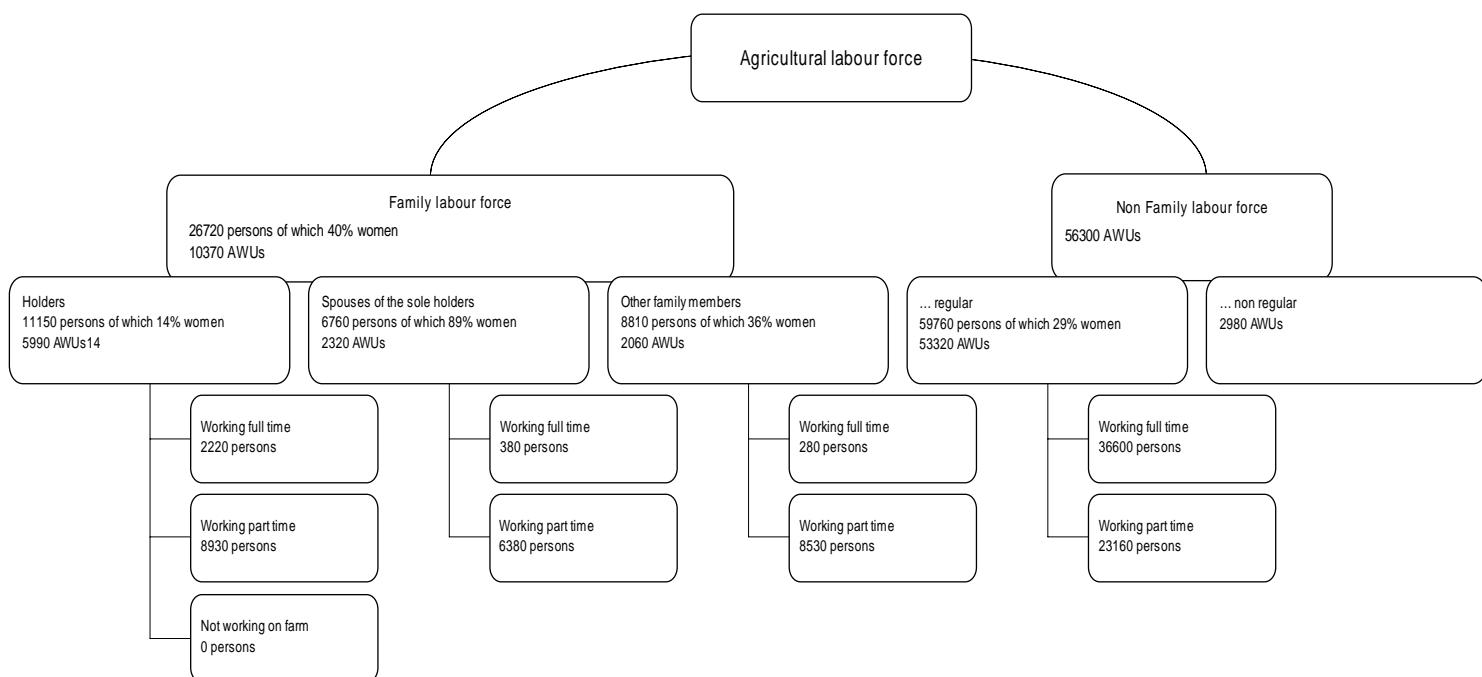 Agricultural labour force
Family labour force
26720 persons of which 40% women
10370 AWUs
Non Family labour force
56300 AWUs
Holders
11150 persons of which 14% women
5990 AWUs14
Spouses of the sole holders
6760 persons of which 89% women
2320 AWUs
Other family members
8810 persons of which 36% women
2060 AWUs
... regular
59760 persons of which 29% women
53320 AWUs
... non regular
2980 AWUs
Working full time
2220 persons
Working full time
380 persons
Working full time
280 persons
Working full time
36600 persons
Working part time
8930 persons
Working part time
6380 persons
Working part time
8530 persons
Working part time
23160 persons
Not working on farm
0 persons